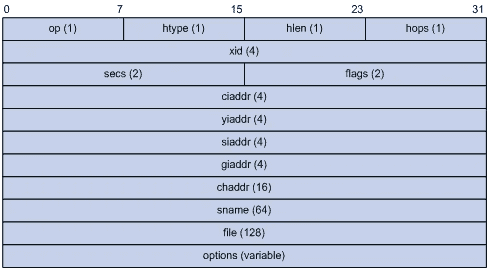 0 7 15 23 31
op (1) htype (1) hlen (1) hops (1)
xid (4)
secs (2) flags (2)
ciaddr (4)
yiaddr (4)
siaddr (4)
giaddr (4)
chaddr (16)
sname (64)
file (128)
options (variable)